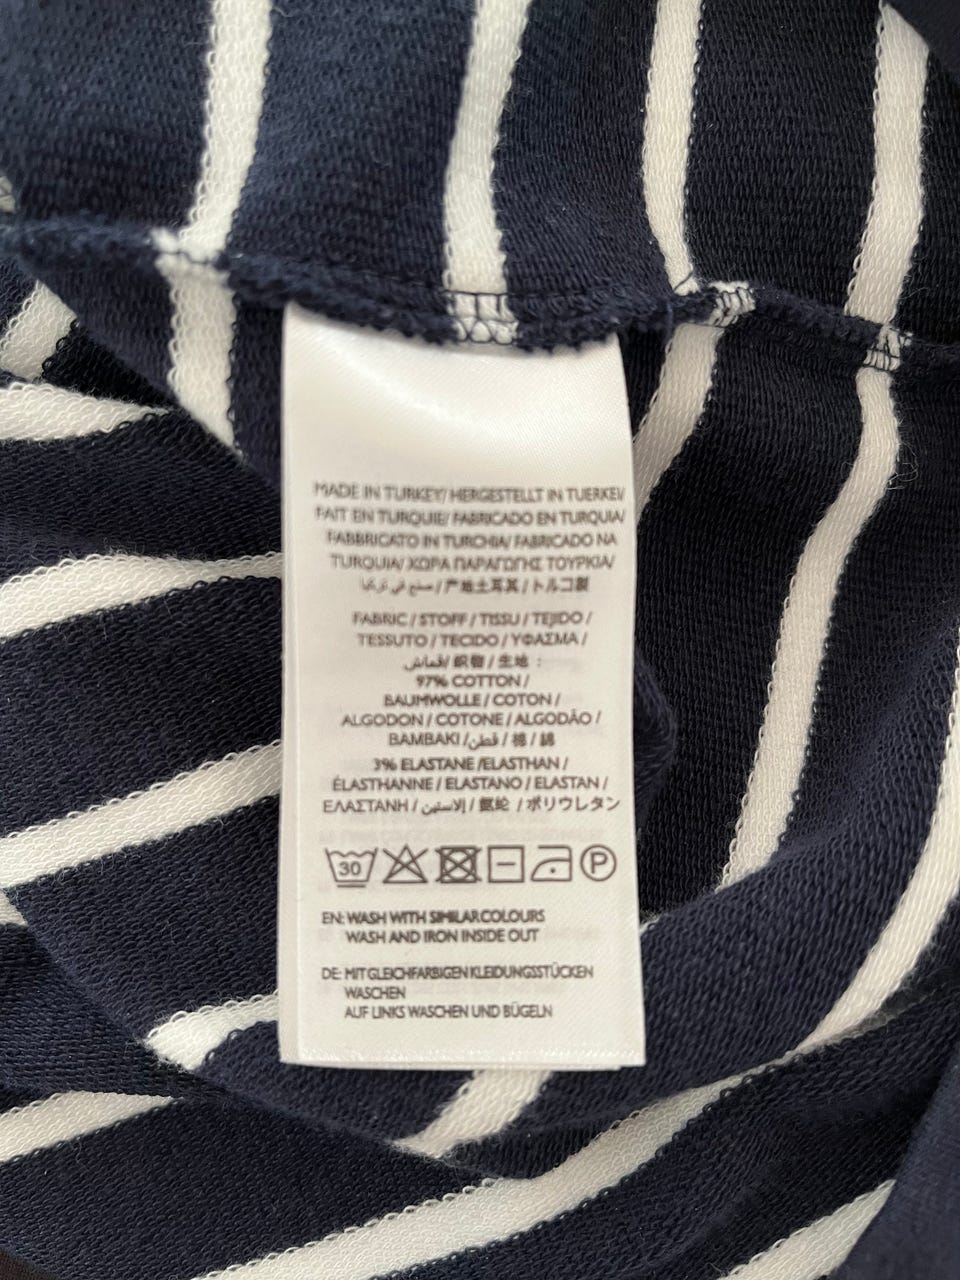 MADE IN TURKEY/ HERGESTELLT IN TUERKEI/
FAIT EN TURQUIE/ FABRICADO EN TURQUIA/
FABBRICATO IN TURCHIA/ FABRICADO NA
TURQUIA/ ΧΩΡΑ ΠΑΡΑΓΩΓΗΣ ΤΟΥΡΚΙΑ/
صنع في تركيا/ 产地土耳其/ トルコ製
FABRIC / STOFF / TISSU / TEJIDO /
TESSUTO / TECIDO / ΥΦΑΣΜΑ /
قماش/ 織物 / 生地 :
97% COTTON /
BAUMWOLLE / COTON /
ALGODON / COTONE / ALGODÃO /
BAMBAKI / قطن / 棉 / 綿
3% ELASTANE /ELASTHAN /
ÉLASTHANNE / ELASTANO / ELASTAN /
ΕΛΑΣΤΑΝΗ / إلاستين / 氨纶 / ポリウレタン
30 P
EN: WASH WITH SIMILAR COLOURS
WASH AND IRON INSIDE OUT
DE: MIT GLEICHFARBIGEN KLEIDUNGSSTÜCKEN
WASCHEN
AUF LINKS WASCHEN UND BÜGELN